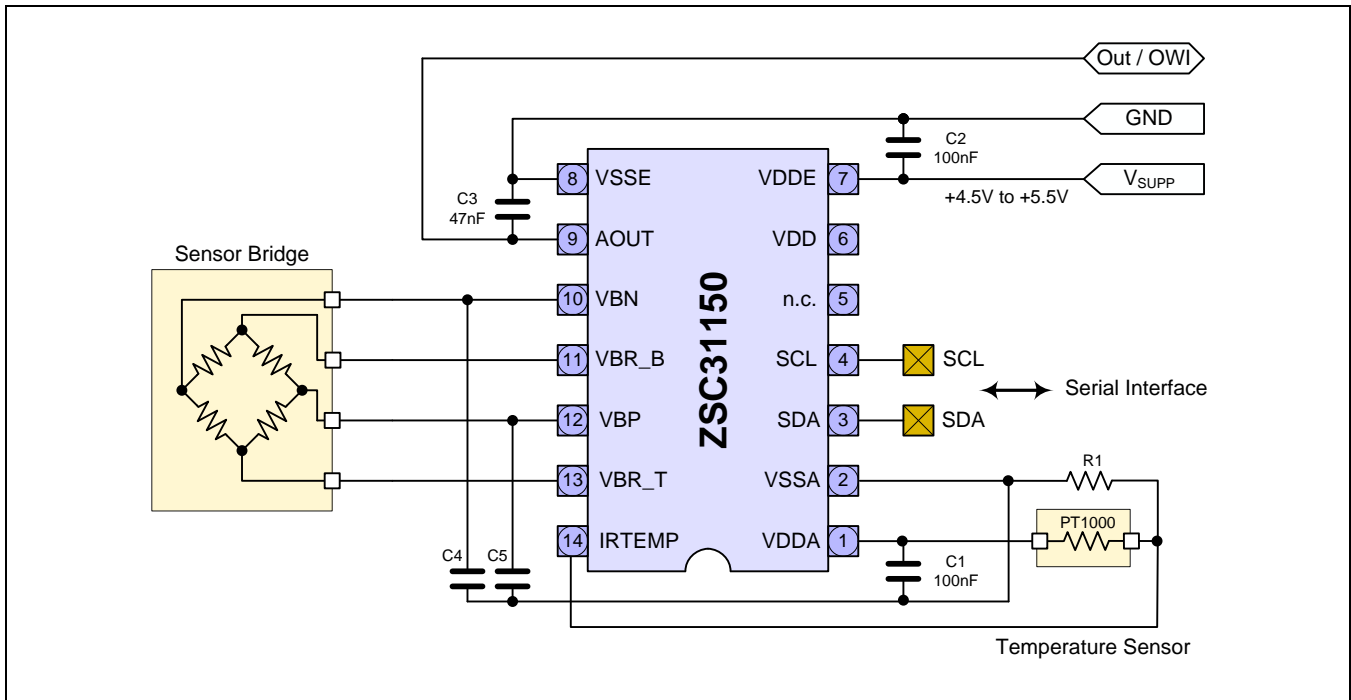 Out / OWI
GND
C2
100nF
8 VSSE
VDDE 7
VSUPP
+4.5V to +5.5V
C3
47nF
9 AOUT
VDD 6
Sensor Bridge
ZSC31150
10 VBN
n.c. 5
11 VBR_B
SCL 4
SCL
Serial Interface
12 VBP
SDA 3
SDA
13 VBR_T
VSSA 2
R1
PT1000
14 IRTEMP
VDDA 1
C4
C5
C1
100nF
Temperature Sensor